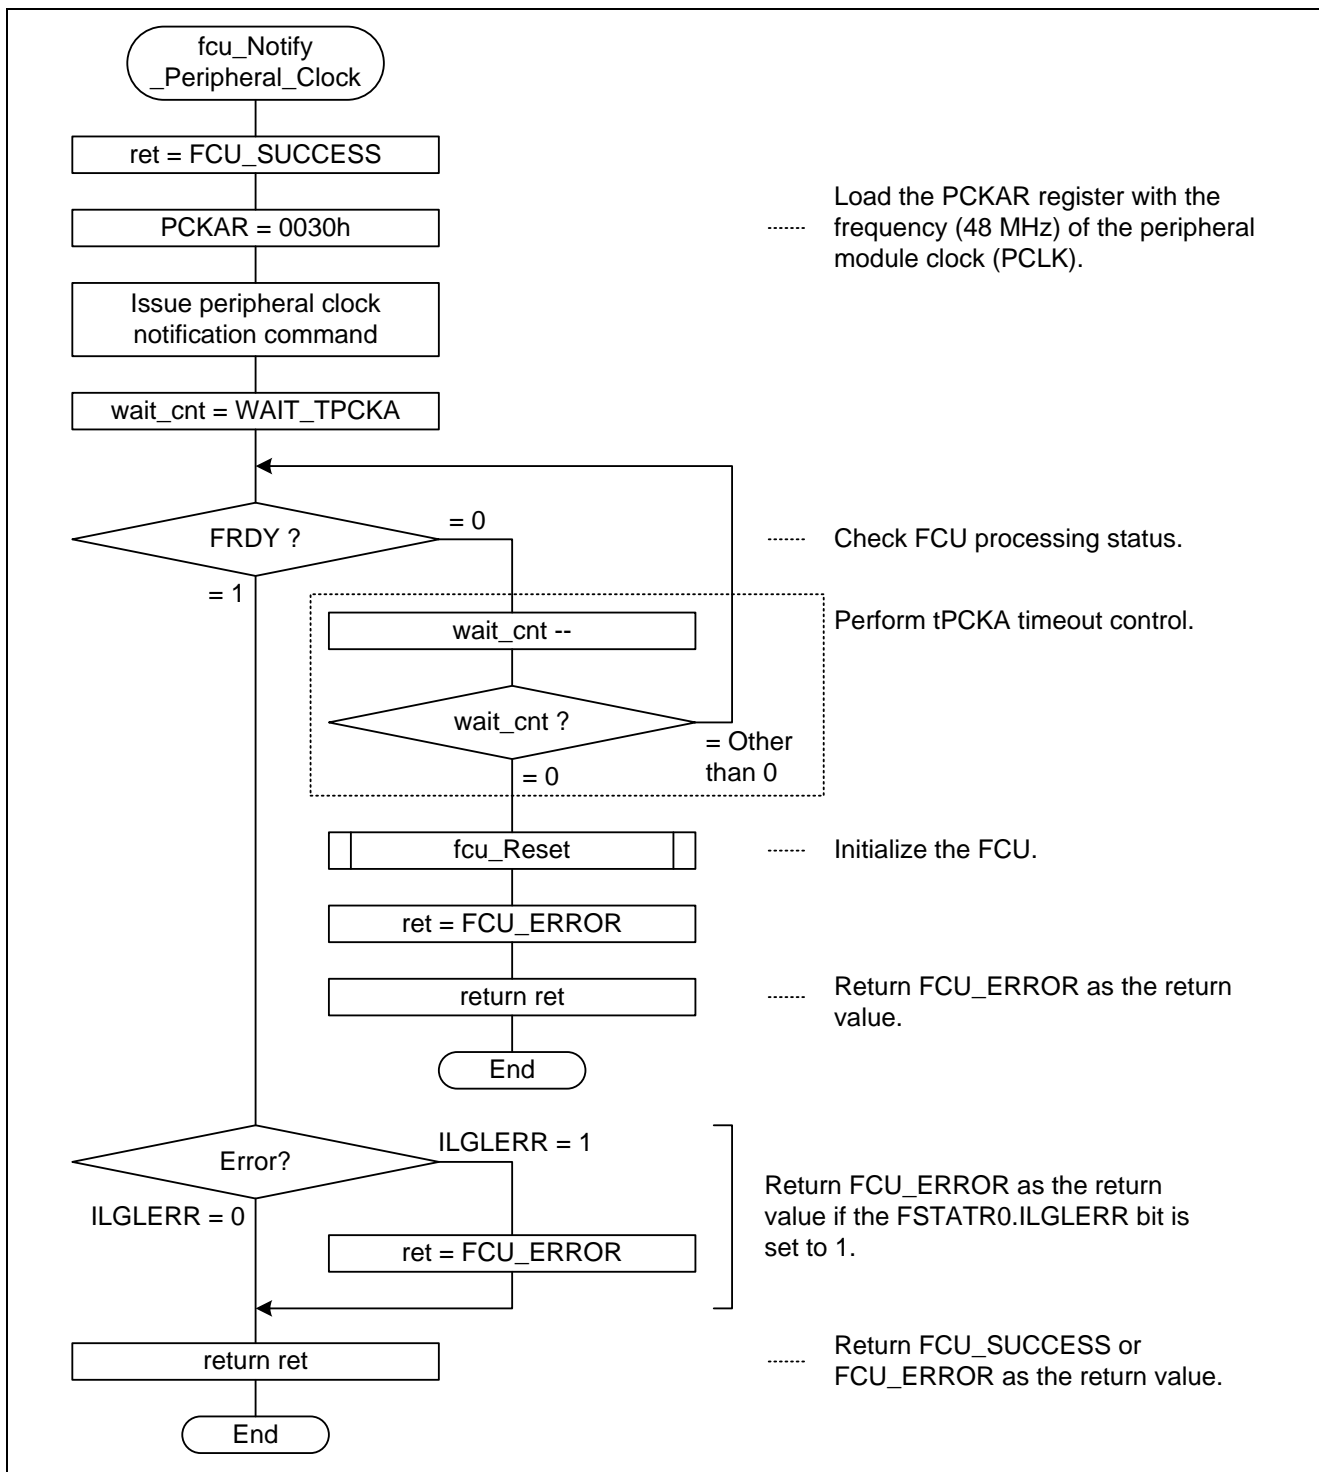 fcu_Notify
_Peripheral_Clock
ret = FCU_SUCCESS
PCKAR = 0030h
Load the PCKAR register with the
frequency (48 MHz) of the peripheral
module clock (PCLK).
Issue peripheral clock
notification command
wait_cnt = WAIT_TPCKA
FRDY ?
= 0
Check FCU processing status.
= 1
wait_cnt --
Perform tPCKA timeout control.
wait_cnt ?
= Other
than 0
= 0
fcu_Reset
Initialize the FCU.
ret = FCU_ERROR
return ret
Return FCU_ERROR as the return
value.
End
Error?
ILGLERR = 1
ILGLERR = 0
ret = FCU_ERROR
Return FCU_ERROR as the return
value if the FSTATR0.ILGLERR bit is
set to 1.
return ret
Return FCU_SUCCESS or
FCU_ERROR as the return value.
End